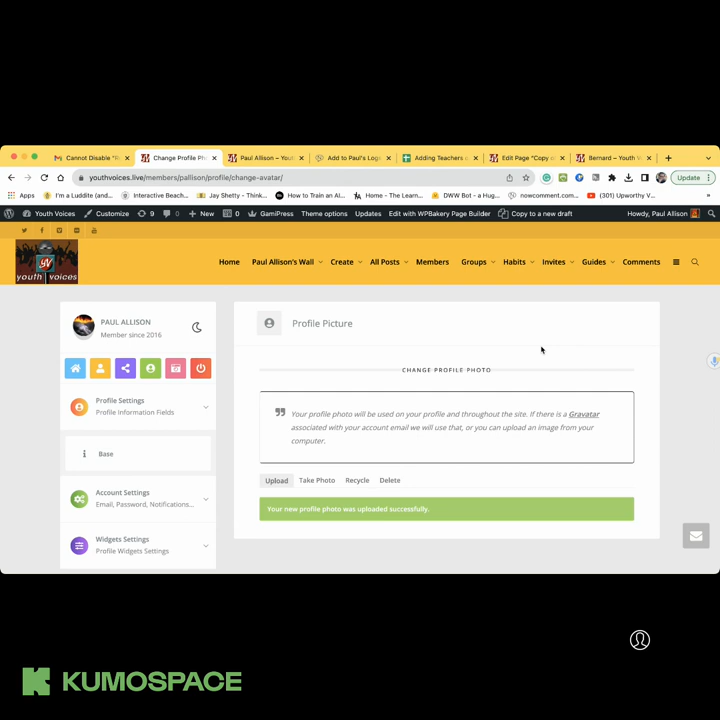 Cannot Disable "R
Change Profile Pho
Paul Allison – Yout
Add to Paul's Log
Adding Teachers a
Edit Page "Copy o
Bernard – Youth V
youthvoices.live/members/pallison/profile/change-avatar/
Update
Apps
I'm a Luddite (and...
Interactive Beach...
Jay Shetty - Thinki...
How to Train an Al...
Home - The Learn...
DWW Bot - a Hug...
nowcomment.com...
(301) Upworthy V...
Youth Voices
Customize
9
0
New
0
GamiPress
Theme options
Updates
Edit with WPBakery Page Builder
Copy to a new draft
Howdy, Paul Allison
YV
youth voices
Home
Paul Allison's Wall
Create
All Posts
Members
Groups
Habits
Invites
Guides
Comments
PAUL ALLISON
Member since 2016
Profile Settings
Profile Information Fields
Base
Account Settings
Email, Password, Notifications...
Widgets Settings
Profile Widgets Settings
Profile Picture
CHANGE PROFILE PHOTO
Your profile photo will be used on your profile and throughout the site. If there is a Gravatar
associated with your account email we will use that, or you can upload an image from your
computer.
Upload
Take Photo
Recycle
Delete
Your new profile photo was uploaded successfully.
KUMOSPACE